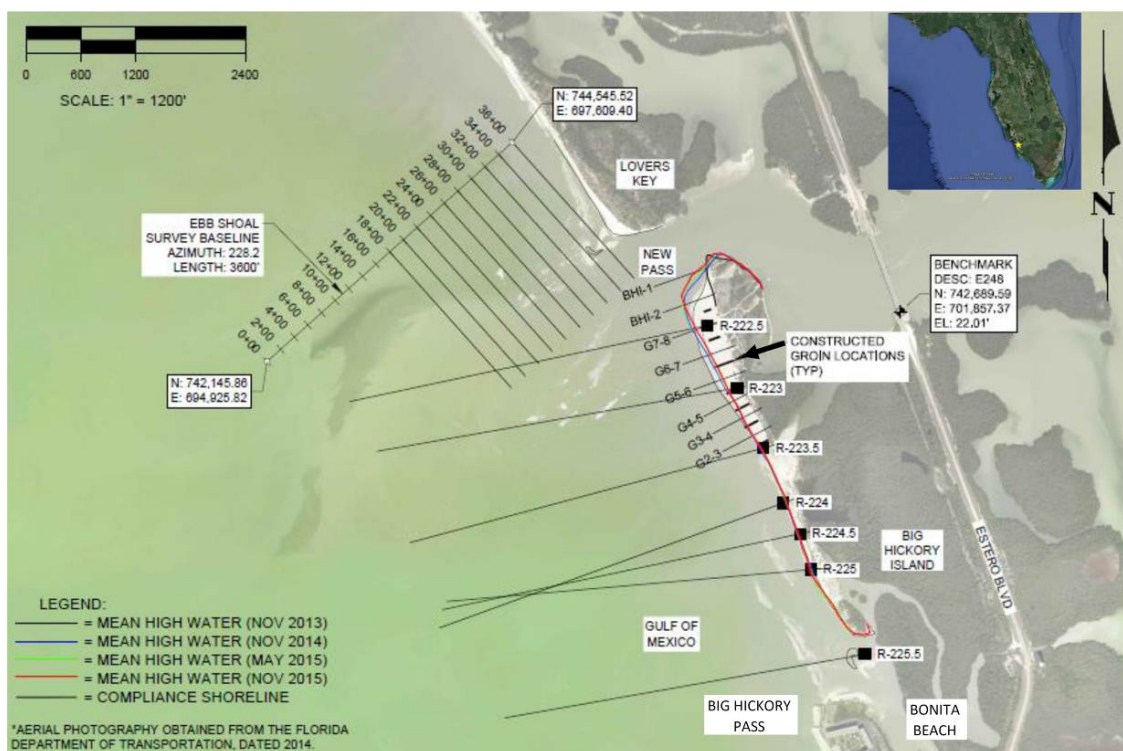 0 600 1200 2400
SCALE: 1" = 1200'
N: 744,545.52
E: 697,609.40
36+00
34+00
32+00
30+00
28+00
26+00
24+00
22+00
20+00
18+00
16+00
14+00
12+00
10+00
8+00
6+00
4+00
2+00
0+00
EBB SHOAL
SURVEY BASELINE
AZIMUTH: 228.2
LENGTH: 3600'
N: 742,145.86
E: 694,925.82
LOVERS
KEY
NEW
PASS
N
BENCHMARK
DESC: E248
N: 742,689.59
E: 701,857.37
EL: 22.01'
BHI-1
BHI-2
G7-8
G6-7
G5-6
G4-5
G3-4
G2-3
R-222.5
CONSTRUCTED
GROIN LOCATIONS
(TYP)
R-223
R-223.5
R-224
R-224.5
R-225
R-225.5
BIG
HICKORY
ISLAND
ESTERO BLVD
GULF OF
MEXICO
BIG HICKORY
PASS
BONITA
BEACH
LEGEND:
= MEAN HIGH WATER (NOV 2013)
= MEAN HIGH WATER (NOV 2014)
= MEAN HIGH WATER (MAY 2015)
= MEAN HIGH WATER (NOV 2015)
= COMPLIANCE SHORELINE
*AERIAL PHOTOGRAPHY OBTAINED FROM THE FLORIDA
DEPARTMENT OF TRANSPORTATION, DATED 2014.